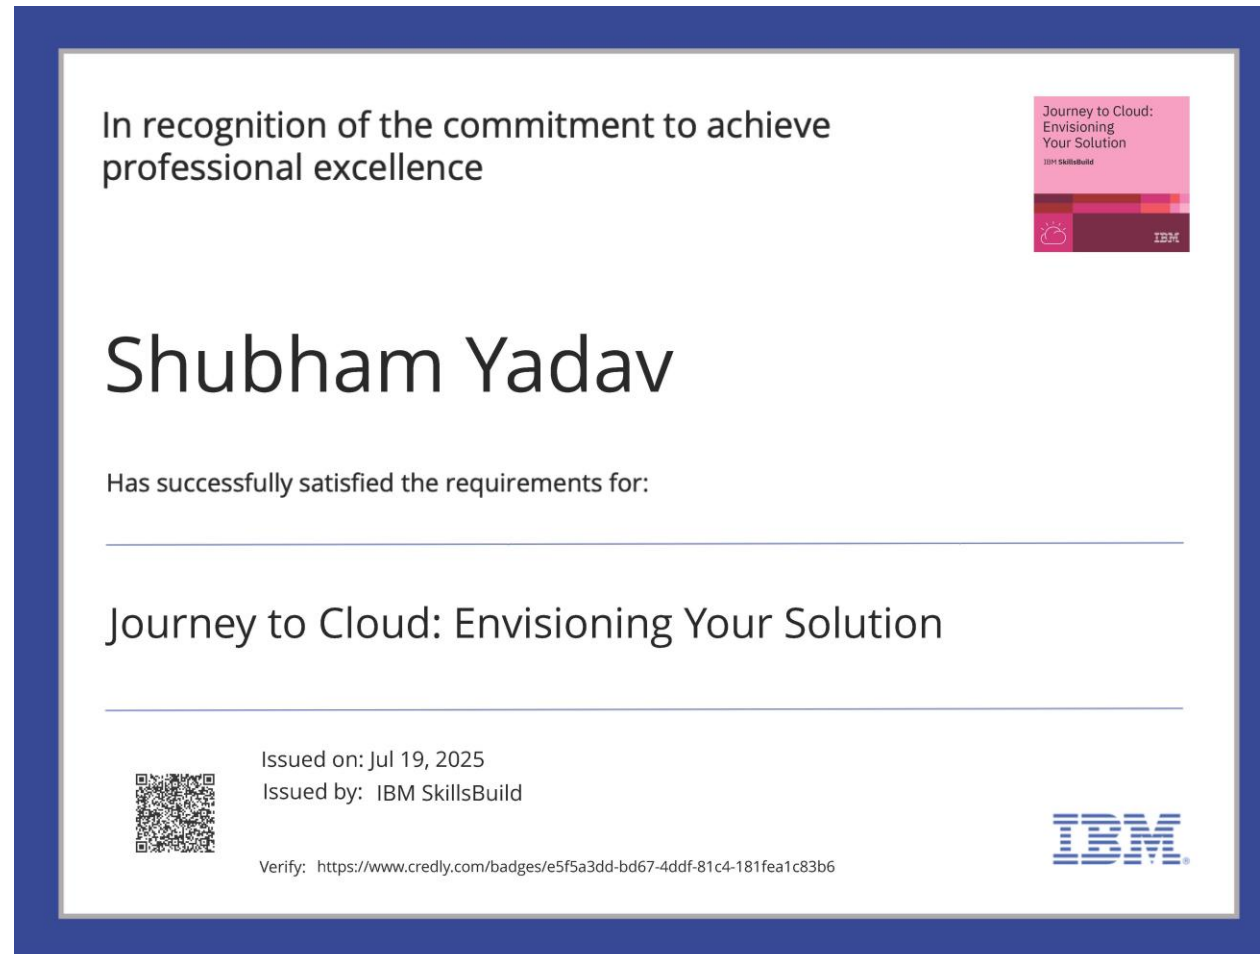 In recognition of the commitment to achieve
professional excellence
Journey to Cloud:
Envisioning
Your Solution
IBM SkillsBuild
IBM
Shubham Yadav
Has successfully satisfied the requirements for:
Journey to Cloud: Envisioning Your Solution
Issued on: Jul 19, 2025
Issued by: IBM SkillsBuild
Verify: https://www.credly.com/badges/e5f5a3dd-bd67-4ddf-81c4-181fea1c83b6
IBM®